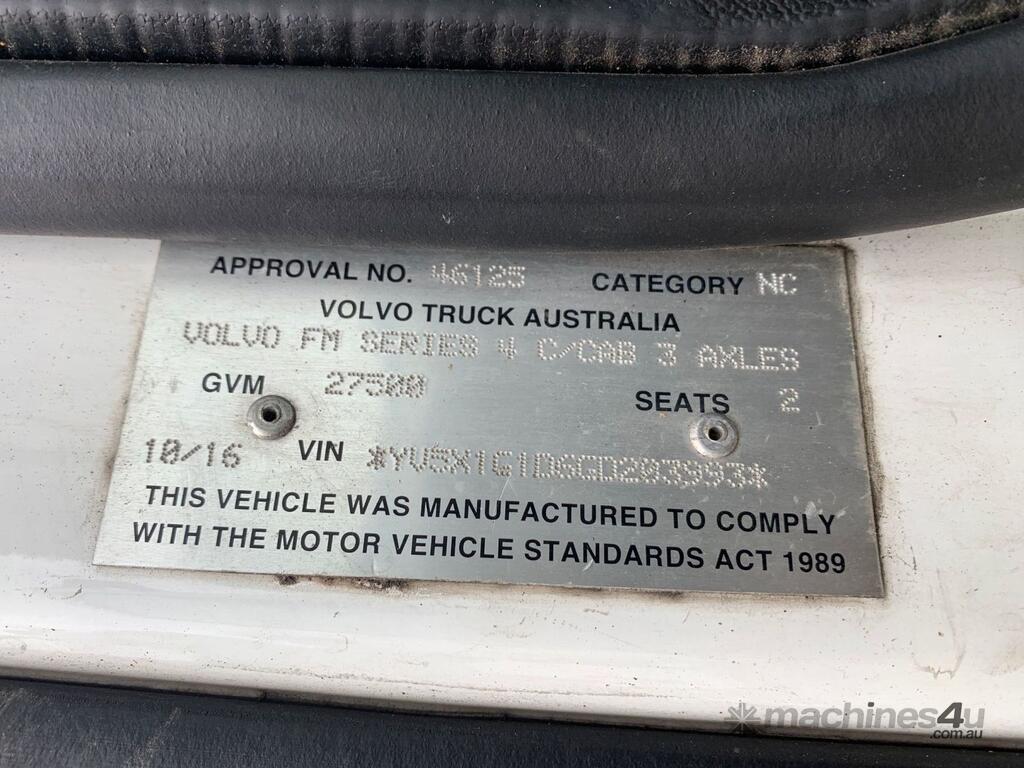 APPROVAL NO. 46125 CATEGORY NC
VOLVO TRUCK AUSTRALIA
VOLVO FM SERIES 4 C/CAB 3 AXLES
GVM 27500 SEATS 2
10/16 VIN *YV5X1G1D6CD203993*
THIS VEHICLE WAS MANUFACTURED TO COMPLY
WITH THE MOTOR VEHICLE STANDARDS ACT 1989
machines4u
.com.au